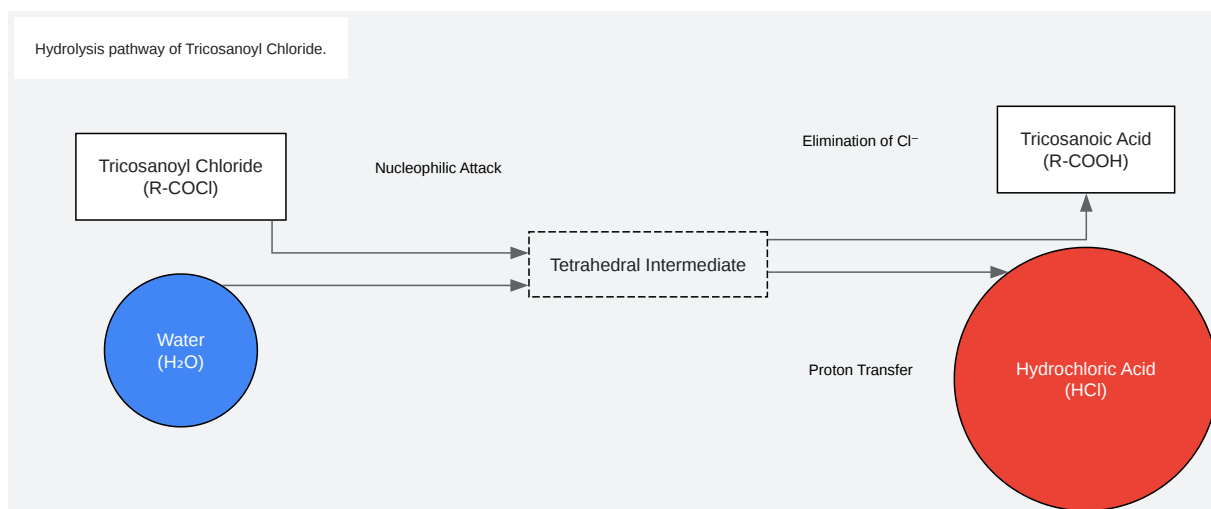 Hydrolysis pathway of Tricosanoyl Chloride.
Tricosanoyl Chloride
(R-COCl)
Nucleophilic Attack
Elimination of Cl⁻
Tricosanoic Acid
(R-COOH)
Tetrahedral Intermediate
Water
(H₂O)
Proton Transfer
Hydrochloric Acid
(HCl)